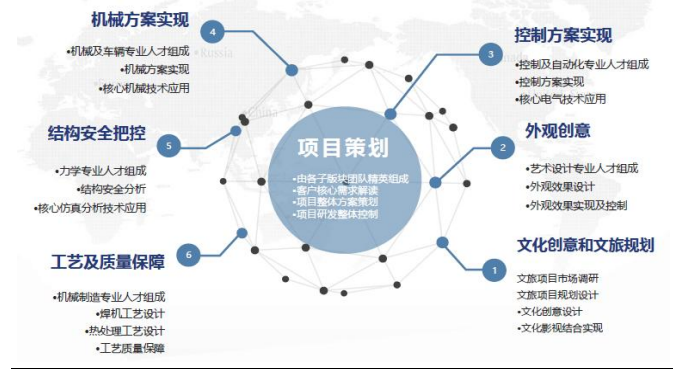 机械方案实现
4
•机械及车辆专业人才组成
•机械方案实现
•核心机械技术应用
Russia
控制方案实现
3
•控制及自动化专业人才组成
•控制方案实现
•核心电气技术应用
China
结构安全把控
5
•力学专业人才组成
•结构安全分析
•核心仿真分析技术应用
项目策划
•由各子版块团队精英组成
•客户核心需求解读
•项目整体方案策划
•项目研发整体控制
外观创意
2
•艺术设计专业人才组成
•外观效果设计
•外观效果实现及控制
工艺及质量保障
6
•机械制造专业人才组成
•焊机工艺设计
•热处理工艺设计
•工艺质量保障
文化创意和文旅规划
1
文旅项目市场调研
文旅项目规划设计
•文化创意设计
•文化影视结合实现